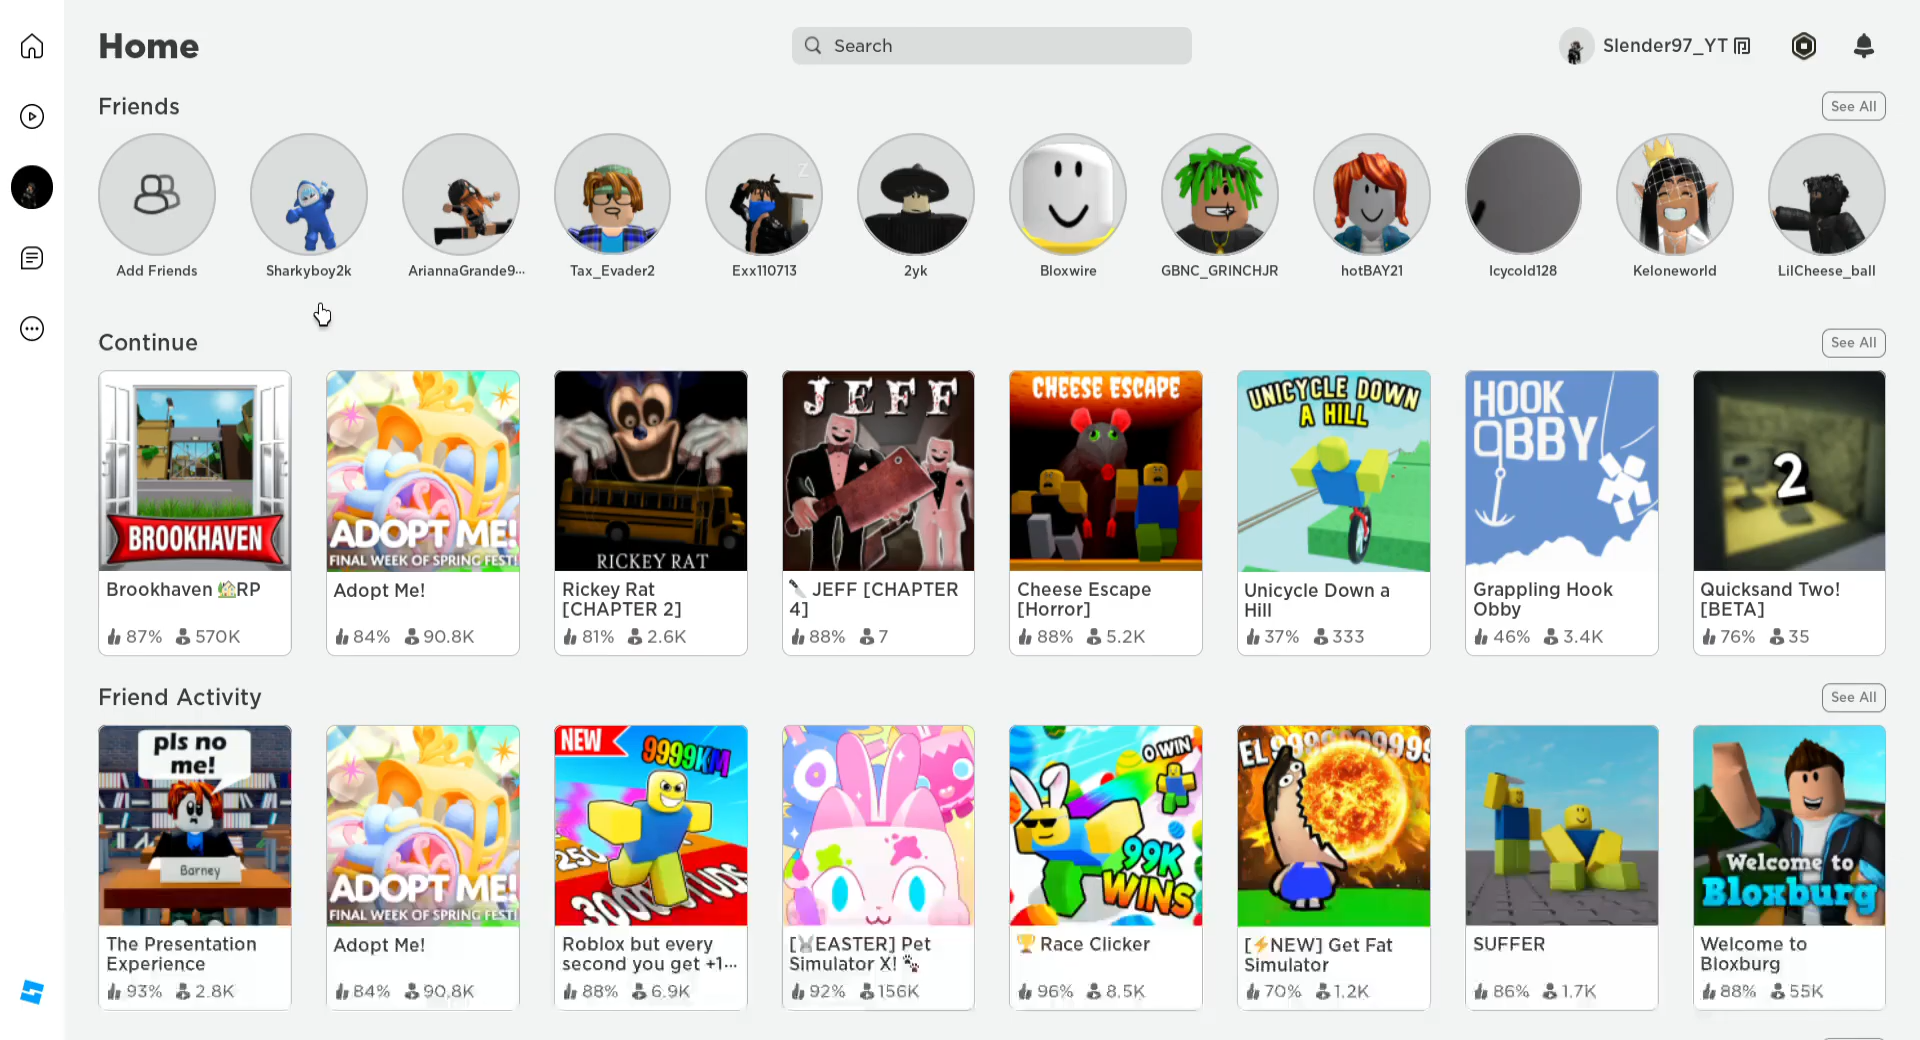 Home
Search
Slender97_YT
Friends
See All
Z
Add Friends
Sharkyboy2k
AriannaGrande9...
Tax_Evader2
Exx110713
2yk
Bloxwire
GBNC_GRINCHJR
hotBAY21
Icycold128
Keloneworld
LilCheese_ball
Continue
See All
BROOKHAVEN
ADOPT ME!
FINAL WEEK OF SPRING FEST!
RICKEY RAT
JEFF
CHEESE ESCAPE
UNICYCLE DOWN
A HILL
HOOK
OBBY
2
Brookhaven 🏡RP
87% 570K
Adopt Me!
84% 90.8K
Rickey Rat
[CHAPTER 2]
81% 2.6K
🔪 JEFF [CHAPTER
4]
88% 7
Cheese Escape
[Horror]
88% 5.2K
Unicycle Down a
Hill
37% 333
Grappling Hook
Obby
46% 3.4K
Quicksand Two!
[BETA]
76% 35
Friend Activity
See All
pls no
me!
Barney
ADOPT ME!
FINAL WEEK OF SPRING FEST!
NEW
9999KM
250
3000 STUDS
0 WIN
99K
WINS
Welcome to
Bloxburg
The Presentation
Experience
93% 2.8K
Adopt Me!
84% 90.8K
Roblox but every
second you get +1...
88% 6.9K
[🐰EASTER] Pet
Simulator X! 🐾
92% 156K
🏆 Race Clicker
96% 8.5K
[⚡NEW] Get Fat
Simulator
70% 1.2K
SUFFER
86% 1.7K
Welcome to
Bloxburg
88% 55K